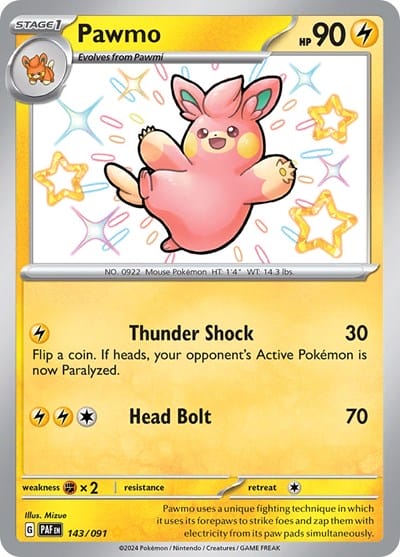 STAGE 1 Pawmo HP 90
Evolves from Pawmi
NO. 0922 Mouse Pokémon HT: 1'4" WT: 14.3 lbs.
Thunder Shock 30
Flip a coin. If heads, your opponent's Active Pokémon is
now Paralyzed.
Head Bolt 70
weakness × 2 resistance retreat
Illus. Mizue
G PAF EN 143/091
Pawmo uses a unique fighting technique in which
it uses its forepaws to strike foes and zap them with
electricity from its paw pads simultaneously.
©2024 Pokémon / Nintendo / Creatures / GAME FREAK